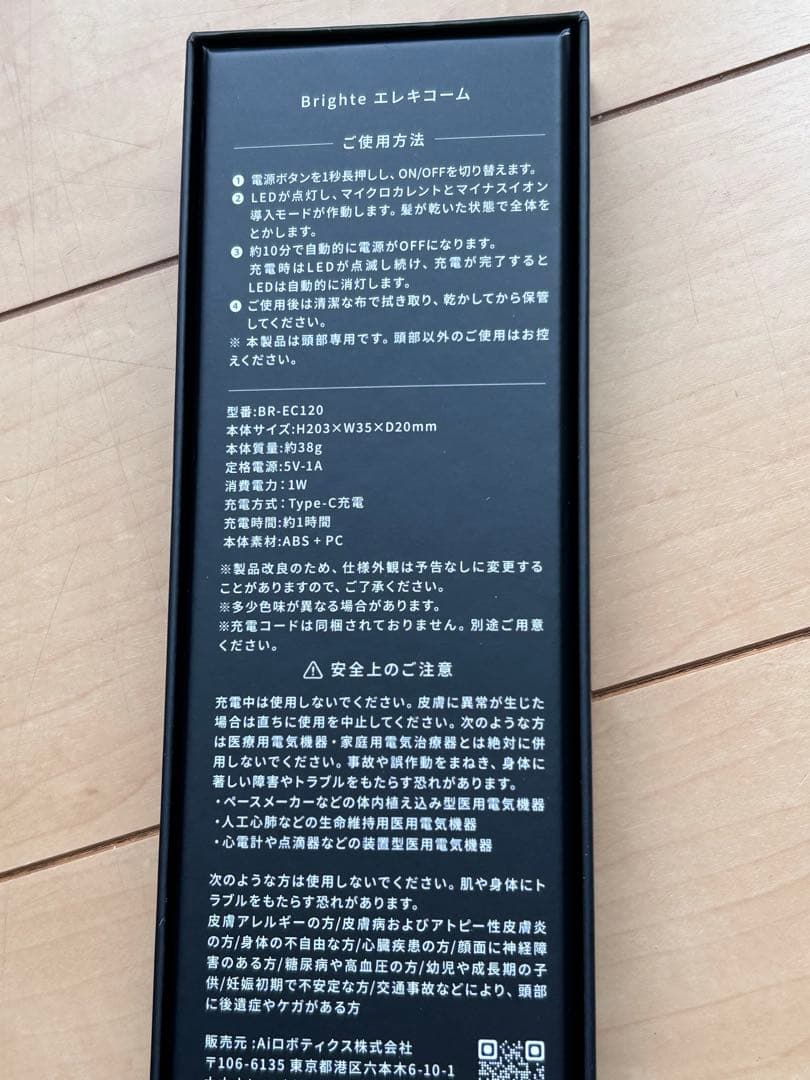 Brighte エレキコーム
ご使用方法
❶ 電源ボタンを1秒長押しし、ON/OFFを切り替えます。
❷ LEDが点灯し、マイクロカレントとマイナスイオン
導入モードが作動します。髪が乾いた状態で全体を
とかします。
❸ 約10分で自動的に電源がOFFになります。
充電時はLEDが点滅し続け、充電が完了すると
LEDは自動的に消灯します。
❹ ご使用後は清潔な布で拭き取り、乾かしてから保管
してください。
※ 本製品は頭部専用です。頭部以外のご使用はお控
えください。
型番:BR-EC120
本体サイズ:H203×W35×D20mm
本体質量:約38g
定格電源:5V-1A
消費電力：1W
充電方式：Type-C充電
充電時間:約1時間
本体素材:ABS + PC
※製品改良のため、仕様外観は予告なしに変更する
ことがありますので、ご了承ください。
※多少色味が異なる場合があります。
※充電コードは同梱されておりません。別途ご用意
ください。
⚠ 安全上のご注意
充電中は使用しないでください。皮膚に異常が生じた
場合は直ちに使用を中止してください。次のような方
は医療用電気機器・家庭用電気治療器とは絶対に併
用しないでください。事故や誤作動をまねき、身体に
著しい障害やトラブルをもたらす恐れがあります。
・ペースメーカーなどの体内植え込み型医用電気機器
・人工心肺などの生命維持用医用電気機器
・心電計や点滴器などの装置型医用電気機器
次のような方は使用しないでください。肌や身体にト
ラブルをもたらす恐れがあります。
皮膚アレルギーの方/皮膚病およびアトピー性皮膚炎
の方/身体の不自由な方/心臓疾患の方/顔面に神経障
害のある方/糖尿病や高血圧の方/幼児や成長期の子
供/妊娠初期で不安定な方/交通事故などにより、頭部
に後遺症やケガがある方
販売元：Aiロボティクス株式会社
〒106-6135 東京都港区六本木6-10-1